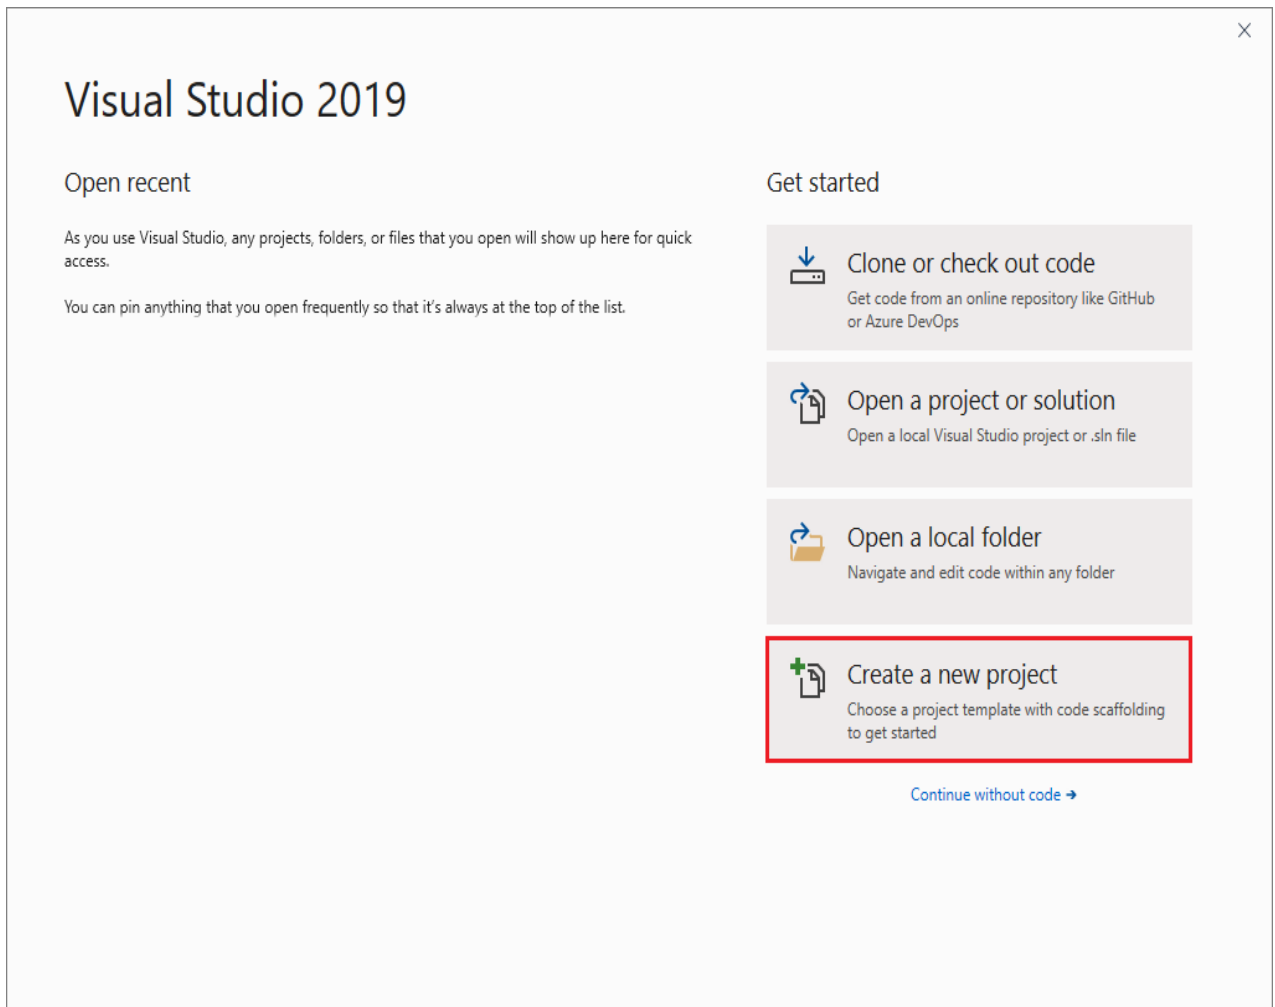 Visual Studio 2019
Open recent
As you use Visual Studio, any projects, folders, or files that you open will show up here for quick
access.
You can pin anything that you open frequently so that it's always at the top of the list.
Get started
Clone or check out code
Get code from an online repository like GitHub
or Azure DevOps
Open a project or solution
Open a local Visual Studio project or .sln file
Open a local folder
Navigate and edit code within any folder
Create a new project
Choose a project template with code scaffolding
to get started
Continue without code →